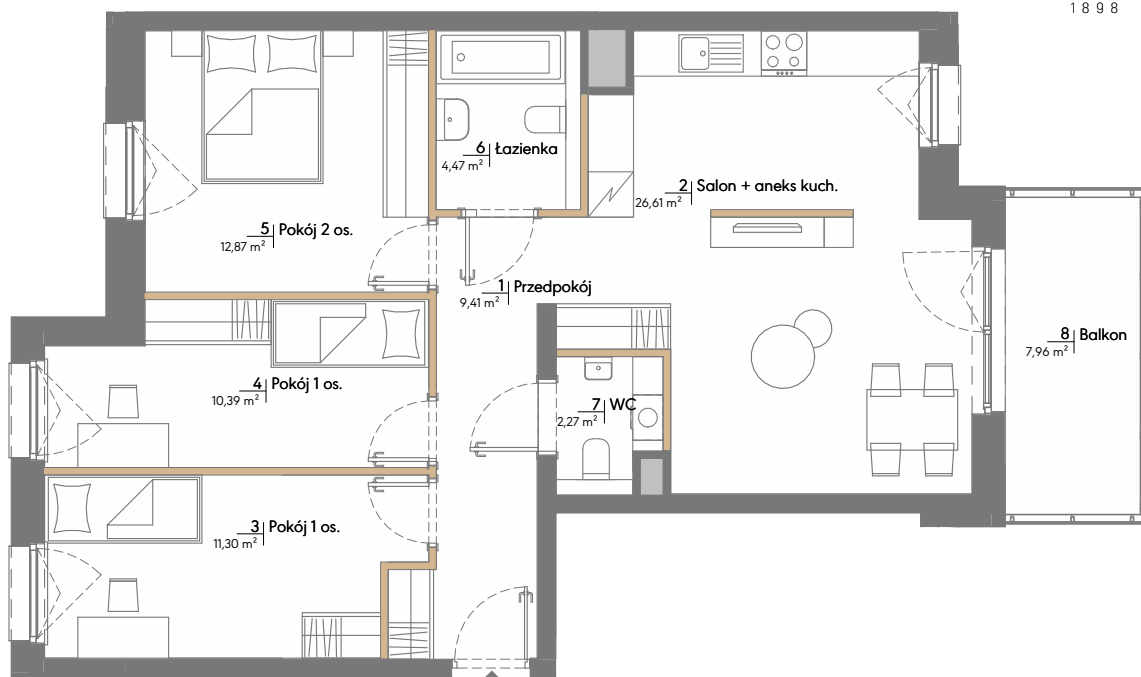 1898
6 Łazienka
4,47 m²
2 Salon + aneks kuch.
26,61 m²
5 Pokój 2 os.
12,87 m²
1 Przedpokój
9,41 m²
8 Balkon
7,96 m²
4 Pokój 1 os.
10,39 m²
7 WC
2,27 m²
3 Pokój 1 os.
11,30 m²